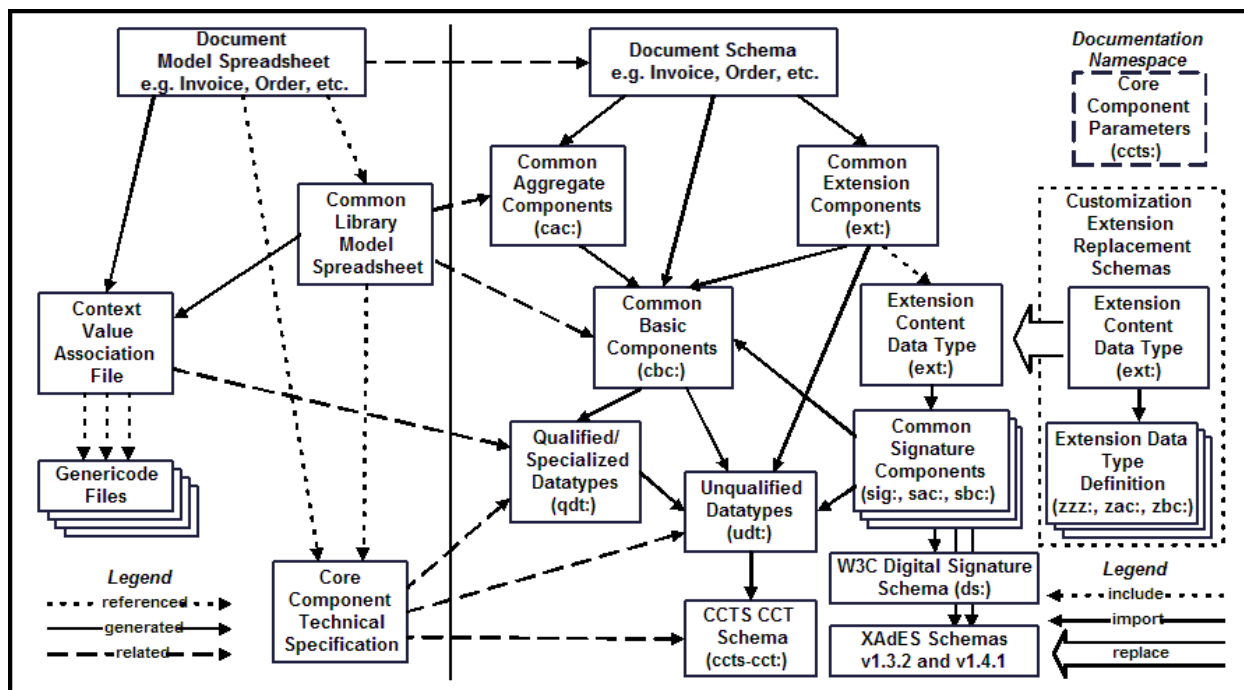 Document
Model Spreadsheet
e.g. Invoice, Order, etc.
Document Schema
e.g. Invoice, Order, etc.
Documentation
Namespace
Core
Component
Parameters
(ccts:)
Common
Aggregate
Components
(cac:)
Common
Extension
Components
(ext:)
Common
Library
Model
Spreadsheet
Customization
Extension
Replacement
Schemas
Context
Value
Association
File
Common
Basic
Components
(cbc:)
Extension
Content
Data Type
(ext:)
Extension
Content
Data Type
(ext:)
Genericode
Files
Qualified/
Specialized
Datatypes
(qdt:)
Unqualified
Datatypes
(udt:)
Common
Signature
Components
(sig:, sac:, sbc:)
Extension Data
Type
Definition
(zzz:, zac:, zbc:)
Core
Component
Technical
Specification
CCTS CCT
Schema
(ccts-cct:)
W3C Digital Signature
Schema (ds:)
XAdES Schemas
v1.3.2 and v1.4.1
Legend
referenced
generated
related
Legend
include
import
replace